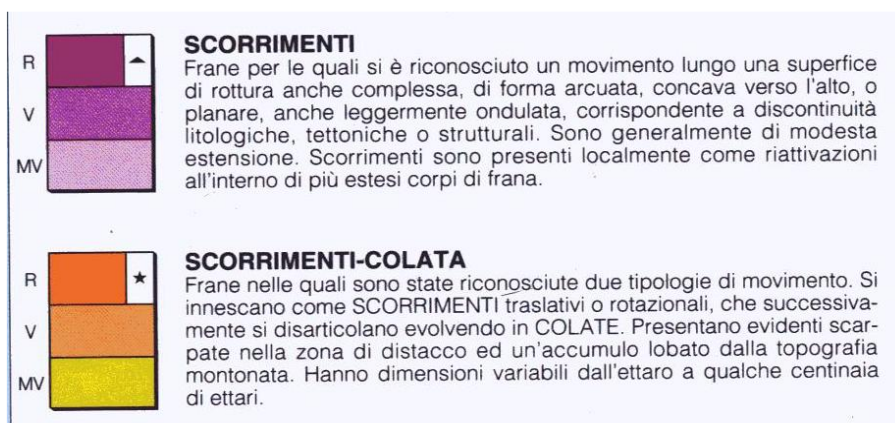 SCORRIMENTI
R
Frane per le quali si è riconosciuto un movimento lungo una superfice
di rottura anche complessa, di forma arcuata, concava verso l'alto, o
V
planare, anche leggermente ondulata, corrispondente a discontinuità
litologiche, tettoniche o strutturali. Sono generalmente di modesta
MV
estensione. Scorrimenti sono presenti localmente come riattivazioni
all'interno di più estesi corpi di frana.
SCORRIMENTI-COLATA
R
Frane nelle quali sono state riconosciute due tipologie di movimento. Si
innescano come SCORRIMENTI traslativi o rotazionali, che successiva-
V
mente si disarticolano evolvendo in COLATE. Presentano evidenti scar-
pate nella zona di distacco ed un'accumulo lobato dalla topografia
MV
montonata. Hanno dimensioni variabili dall'ettaro a qualche centinaia
di ettari.